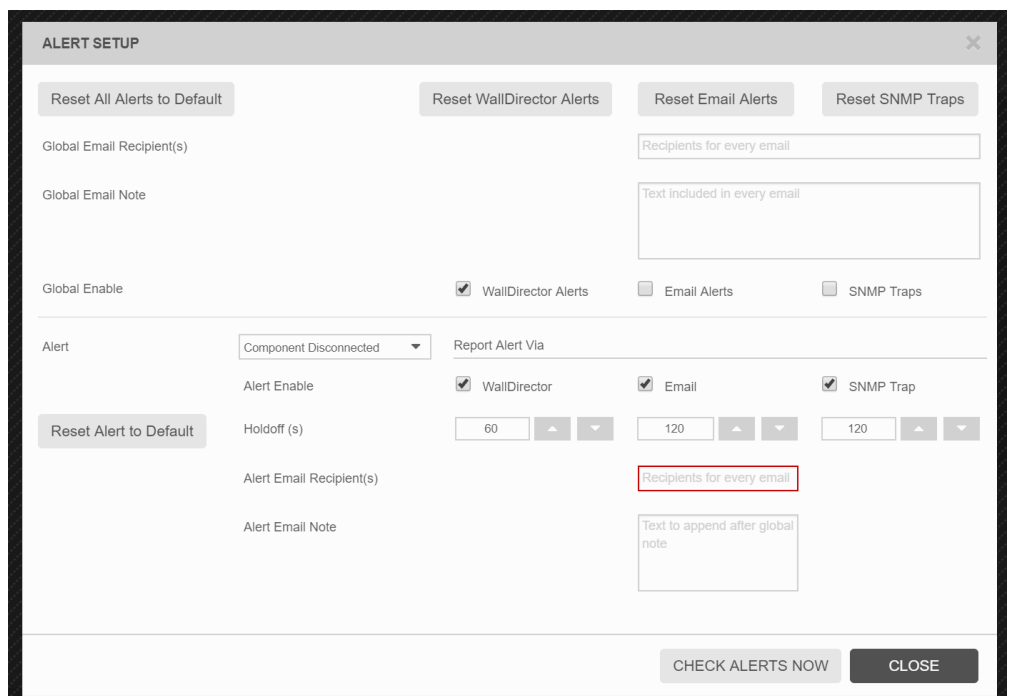 ALERT SETUP
Reset All Alerts to Default
Reset WallDirector Alerts
Reset Email Alerts
Reset SNMP Traps
Global Email Recipient(s)
Recipients for every email
Global Email Note
Text included in every email
Global Enable
WallDirector Alerts
Email Alerts
SNMP Traps
Alert
Component Disconnected
Report Alert Via
Alert Enable
WallDirector
Email
SNMP Trap
Reset Alert to Default
Holdoff (s)
60
120
120
Alert Email Recipient(s)
Recipients for every email
Alert Email Note
Text to append after global
note
CHECK ALERTS NOW
CLOSE